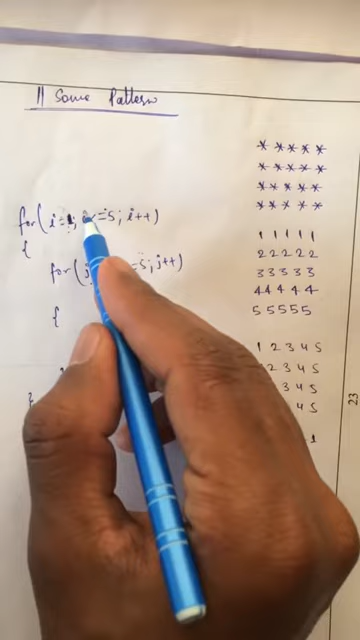 // Some Pattern
* * * * *
* * * * *
* * * * *
* * * * *
for( i=1; i<=5; i++)
{
1 1 1 1 1
2 2 2 2 2
for( =5; j++)
3 3 3 3 3
4 4 4 4 4
{
5 5 5 5 5
1 2 3 4 5
2 3 4 5
3 4 5
4 5
1
23